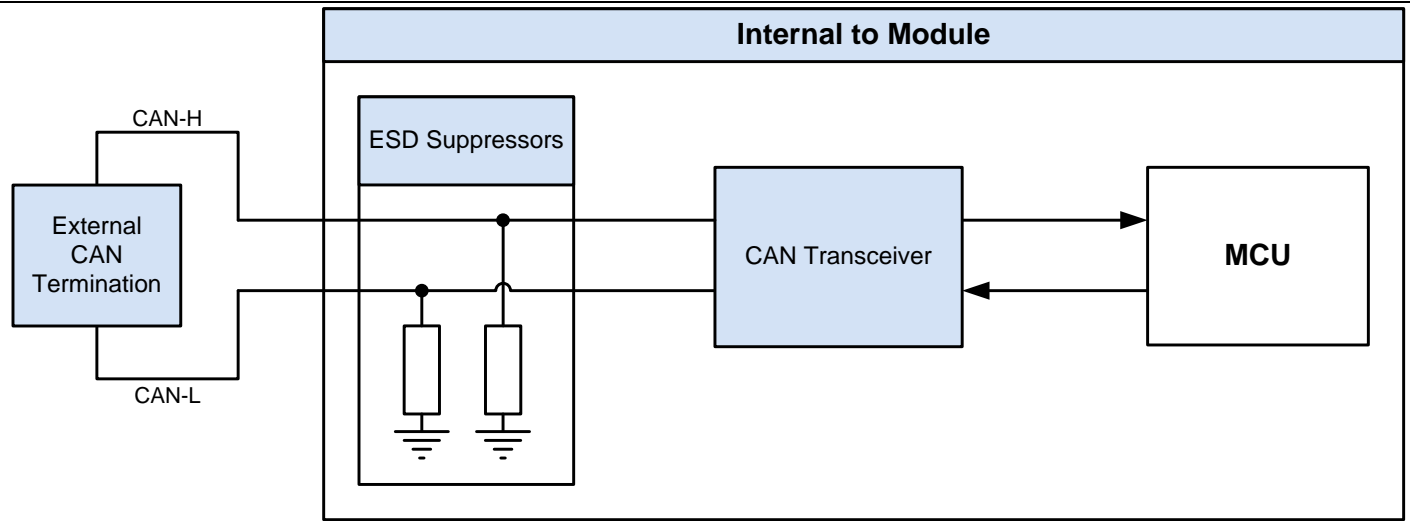 Internal to Module
CAN-H
ESD Suppressors
External
CAN
Termination
CAN Transceiver
MCU
CAN-L